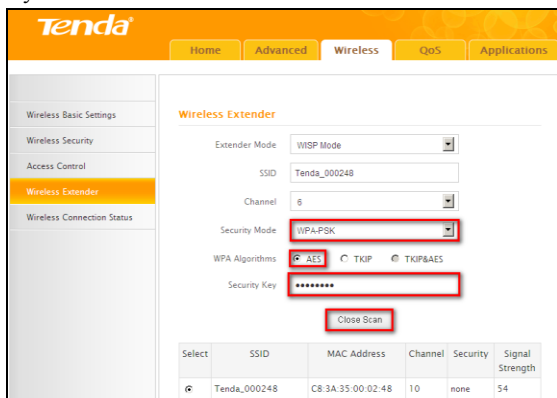 Tenda
Home Advanced Wireless QoS Applications
Wireless Basic Settings
Wireless Security
Access Control
Wireless Extender
Wireless Connection Status
Wireless Extender
Extender Mode WISP Mode
SSID Tenda_000248
Channel 6
Security Mode WPA-PSK
WPA Algorithms AES TKIP TKIP&AES
Security Key ••••••••
Close Scan
Select SSID MAC Address Channel Security Signal Strength
Tenda_000248 C8:3A:35:00:02:48 10 none 54